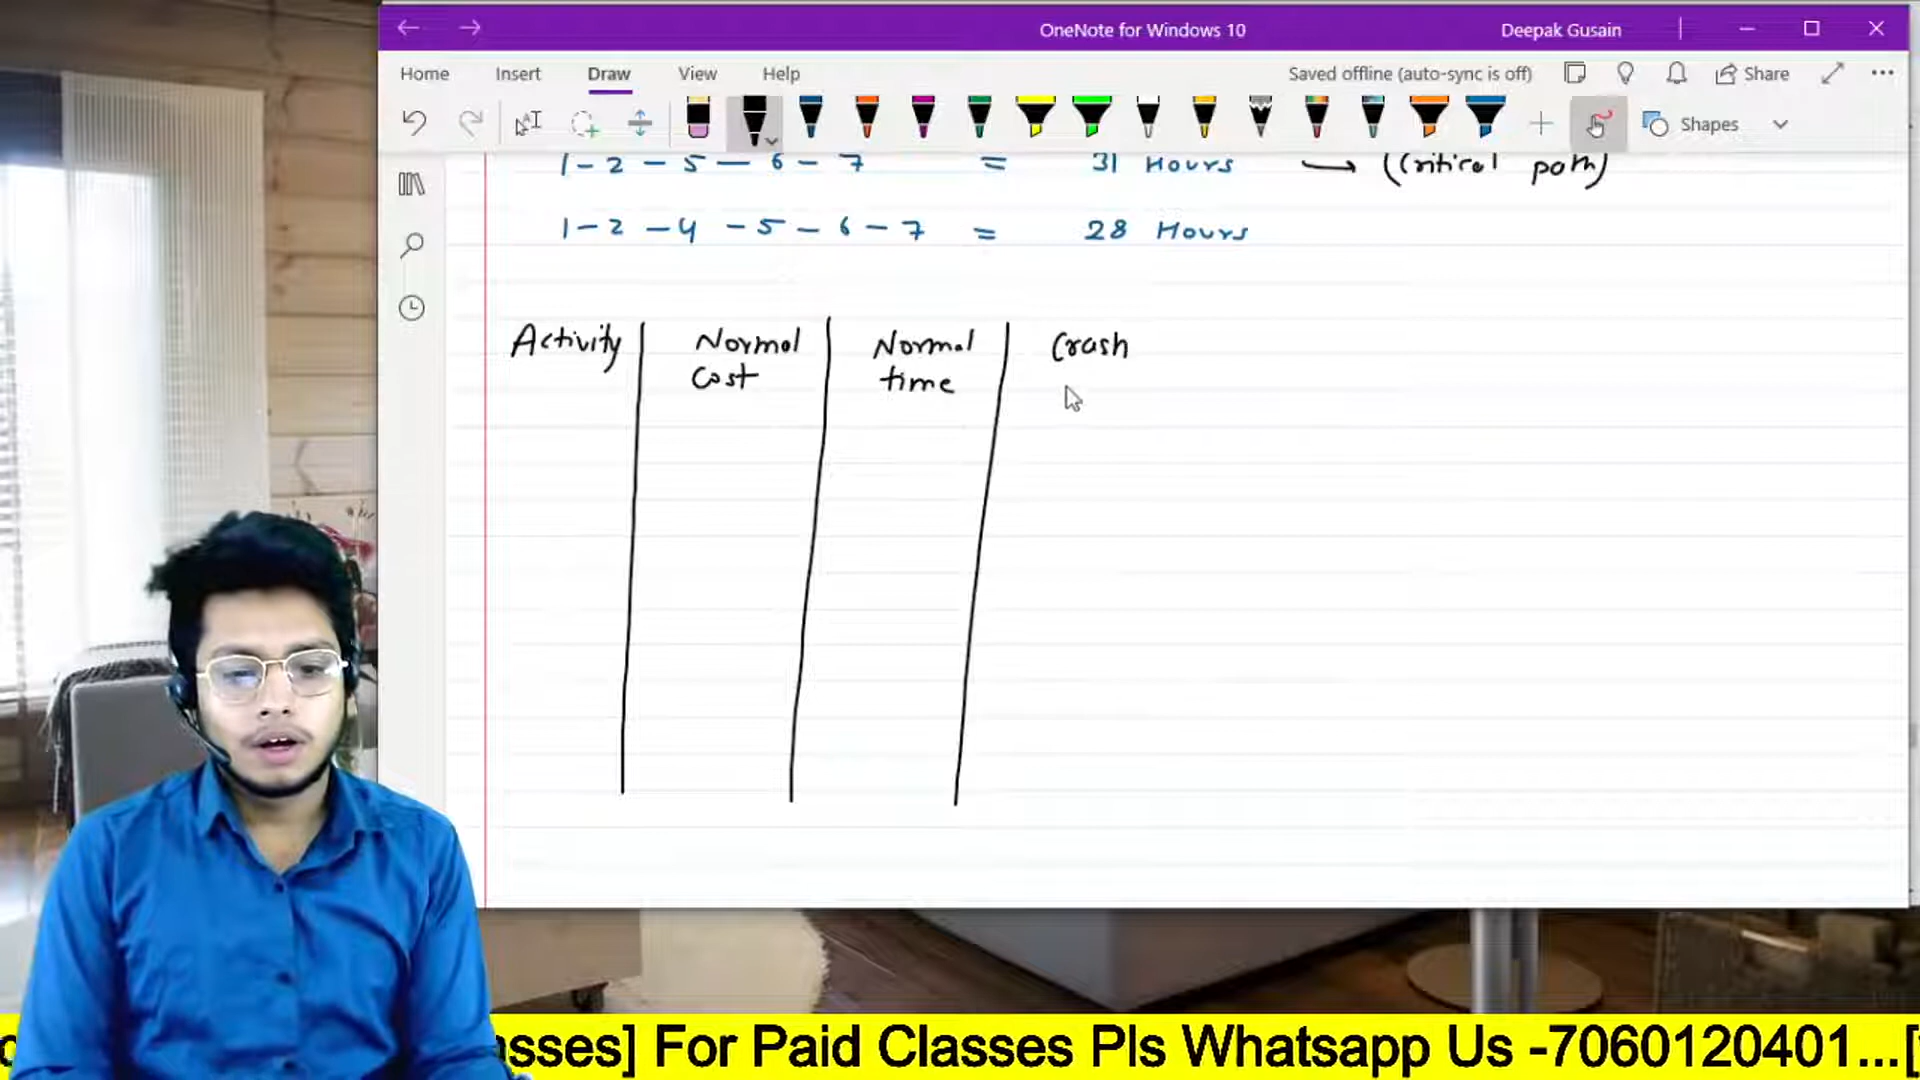 OneNote for Windows 10
Deepak Gusain
Home Insert Draw View Help
Saved offline (auto-sync is off)
Share
Shapes
1 - 2 - 5 - 6 - 7 = 31 Hours → (Critical path)
1 - 2 - 4 - 5 - 6 - 7 = 28 Hours
Activity
Normal
Cost
Normal
time
Crash
asses] For Paid Classes Pls Whatsapp Us -7060120401...[